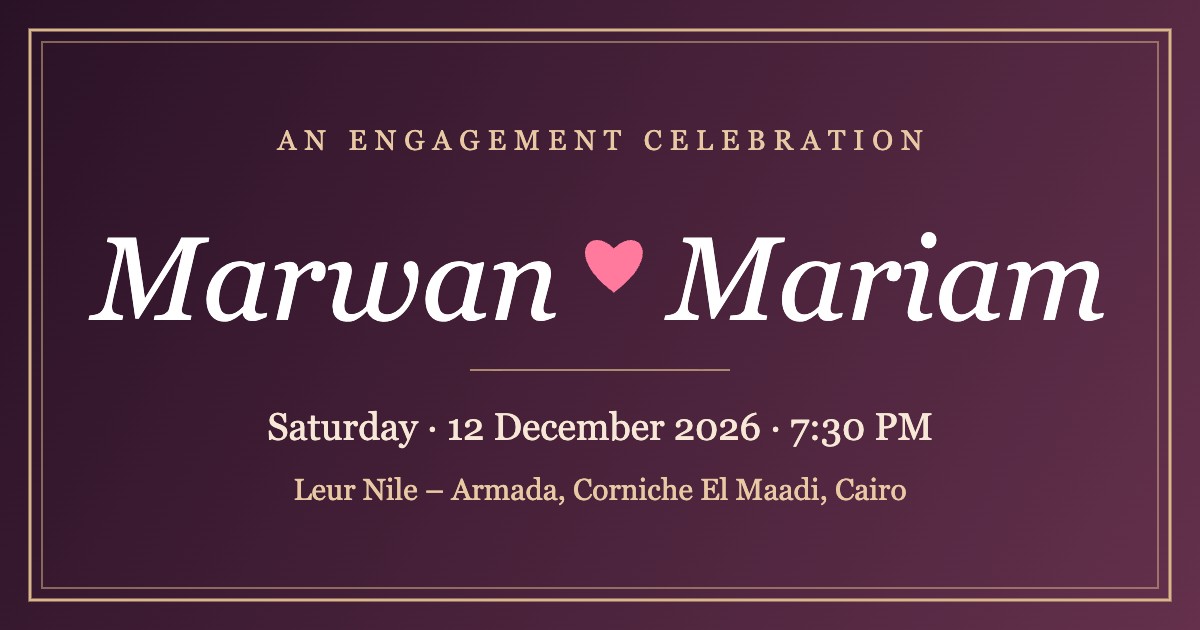 AN ENGAGEMENT CELEBRATION
Marwan ♥ Mariam
Saturday · 12 December 2026 · 7:30 PM
Leur Nile – Armada, Corniche El Maadi, Cairo